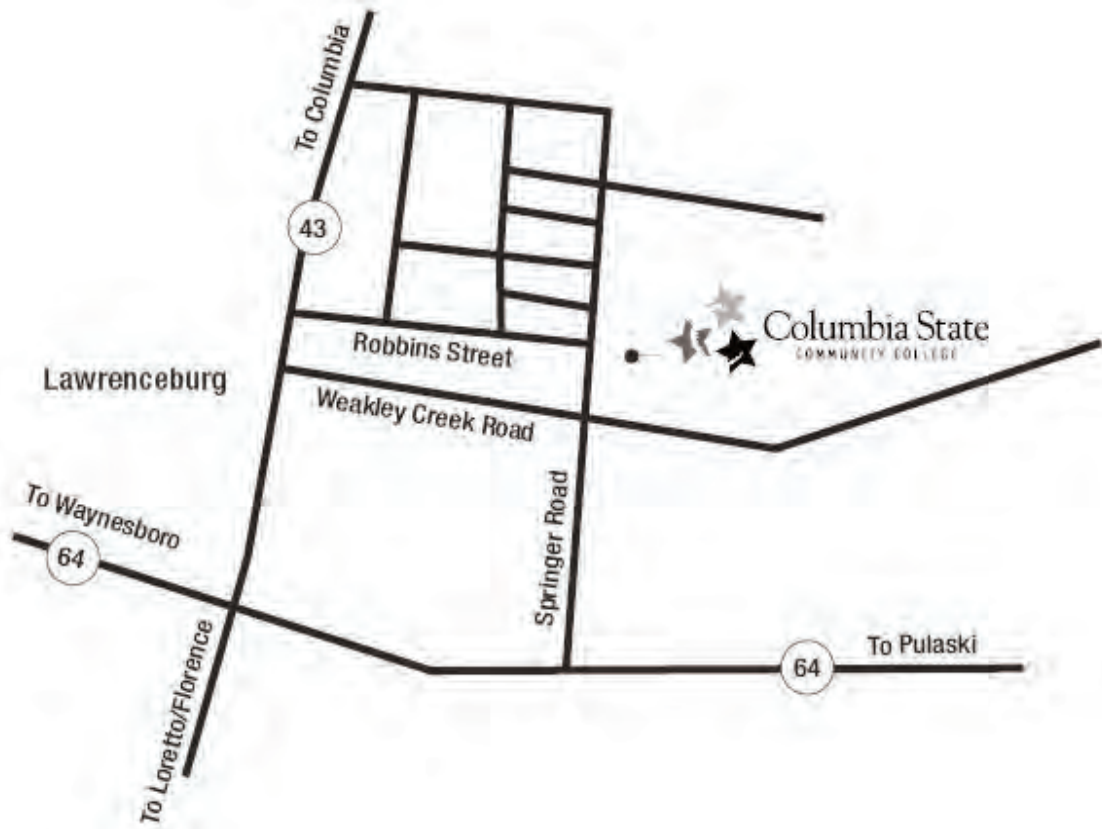 To Columbia
43
Columbia State
COMMUNITY COLLEGE
Robbins Street
Lawrenceburg
Weakley Creek Road
To Waynesboro
64
Springer Road
To Pulaski
64
To Loretto/Florence